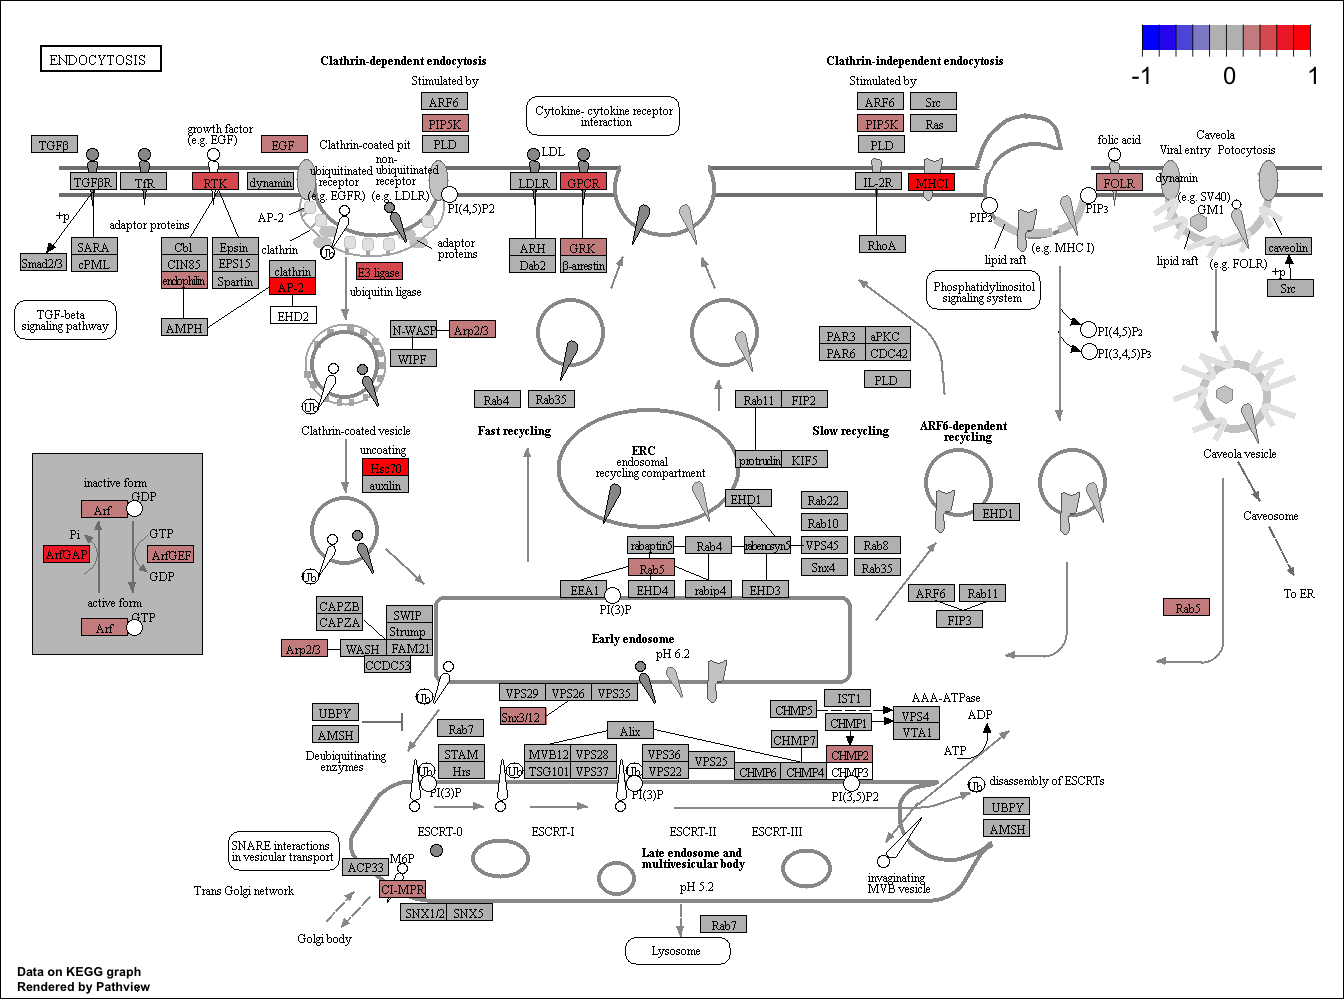 ENDOCYTOSIS
-1
0
1
Clathrin-dependent endocytosis
Stimulated by
ARF6
PIP5K
PLD
Cytokine- cytokine receptor
interaction
Clathrin-independent endocytosis
Stimulated by
ARF6
Src
PIP5K
Ras
PLD
TGFβ
growth factor
(e.g. EGF)
EGF
Clathrin-coated pit
non-
ubiquitinated
receptor
(e.g. LDLR)
ubiquitinated
receptor
(e.g. EGFR)
LDL
folic acid
Caveola
Viral entry
Potocytosis
TGFβR
TfR
RTK
dynamin
LDLR
GPCR
IL-2R
MHCI
FOLR
dynamin
(e.g. SV40)
GM1
PI(4,5)P2
PIP2
PIP3
+p
adaptor proteins
AP-2
clathrin
Ub
adaptor
proteins
Smad2/3
SARA
cPML
Cbl
CIN85
endophilin
Epsin
EPS15
Spartin
AMPH
clathrin
AP-2
EHD2
E3 ligase
ubiquitin ligase
ARH
Dab2
GRK
β-arrestin
RhoA
lipid raft
(e.g. MHC I)
lipid raft
(e.g. FOLR)
caveolin
+p
Src
TGF-beta
signaling pathway
Phosphatidylinositol
signaling system
N-WASP
Arp2/3
WIPF
PAR3
aPKC
PAR6
CDC42
PLD
PI(4,5)P2
PI(3,4,5)P3
Ub
Rab4
Rab35
Rab11
FIP2
Clathrin-coated vesicle
Fast recycling
Slow recycling
ARF6-dependent
recycling
uncoating
Hsc70
auxilin
ERC
endosomal
recycling compartment
protrudin
KIF5
Caveola vesicle
inactive form
GDP
Arf
Pi
GTP
ArfGAP
ArfGEF
GDP
active form
GTP
Arf
EHD1
Rab22
Rab10
EHD1
Caveosome
rabaptin5
Rab4
rabenosyn5
VPS45
Rab8
Rab5
Snx4
Rab35
Ub
EEA1
EHD4
rabip4
EHD3
PI(3)P
ARF6
Rab11
FIP3
To ER
Rab5
CAPZB
CAPZA
SWIP
Strump
Arp2/3
WASH
FAM21
CCDC53
Early endosome
pH 6.2
Ub
VPS29
VPS26
VPS35
Snx3/12
UBPY
AMSH
Deubiquitinating
enzymes
Rab7
STAM
Hrs
Alix
MVB12
VPS28
TSG101
VPS37
VPS36
VPS22
VPS25
CHMP5
IST1
CHMP1
CHMP7
CHMP2
CHMP6
CHMP4
CHMP3
AAA-ATPase
VPS4
VTA1
ADP
ATP
Ub
Ub
Ub
PI(3)P
PI(3)P
PI(3,5)P2
Ub
disassembly of ESCRTs
UBPY
AMSH
ESCRT-0
ESCRT-I
ESCRT-II
ESCRT-III
SNARE interactions
in vesicular transport
ACP33
M6P
CI-MPR
Late endosome and
multivesicular body
pH 5.2
invaginating
MVB vesicle
Trans Golgi network
SNX1/2
SNX5
Golgi body
Rab7
Lysosome
Data on KEGG graph
Rendered by Pathview